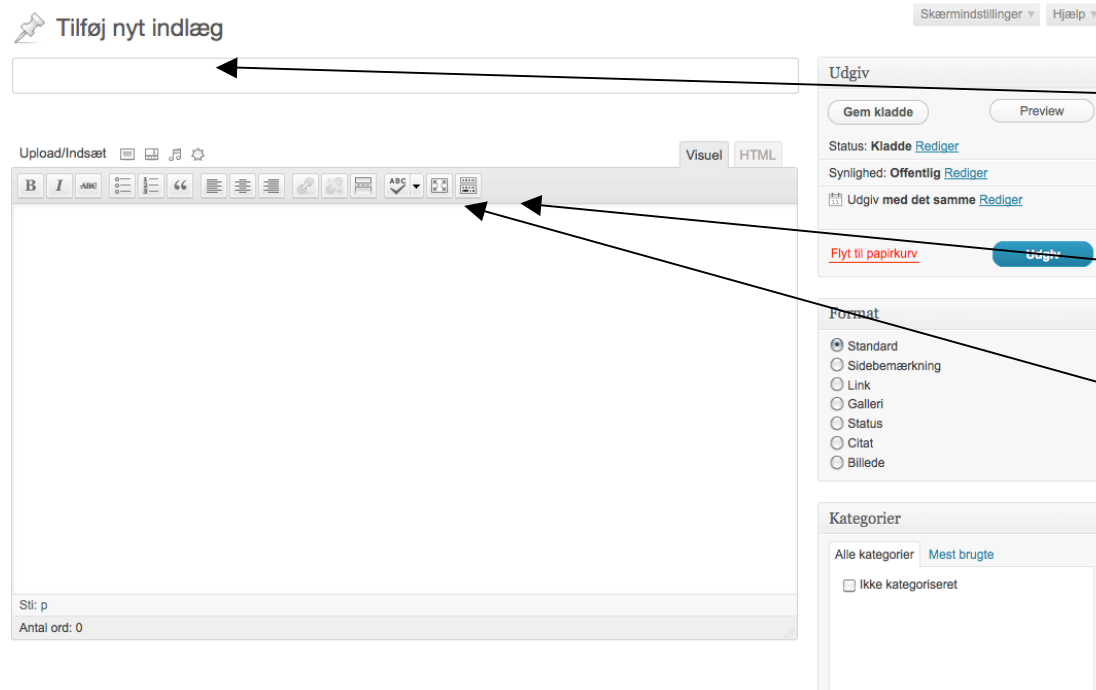 Skærmindstillinger Hjælp
Tilføj nyt indlæg
Upload/Indsæt
Visuel HTML
B I ABC ABC
Sti: p
Antal ord: 0
Udgiv
Gem kladde Preview
Status: Kladde Rediger
Synlighed: Offentlig Rediger
Udgiv med det samme Rediger
Flyt til papirkurv Udgiv
Format
Standard
Sidebemærkning
Link
Galleri
Status
Citat
Billede
Kategorier
Alle kategorier Mest brugte
Ikke kategoriseret